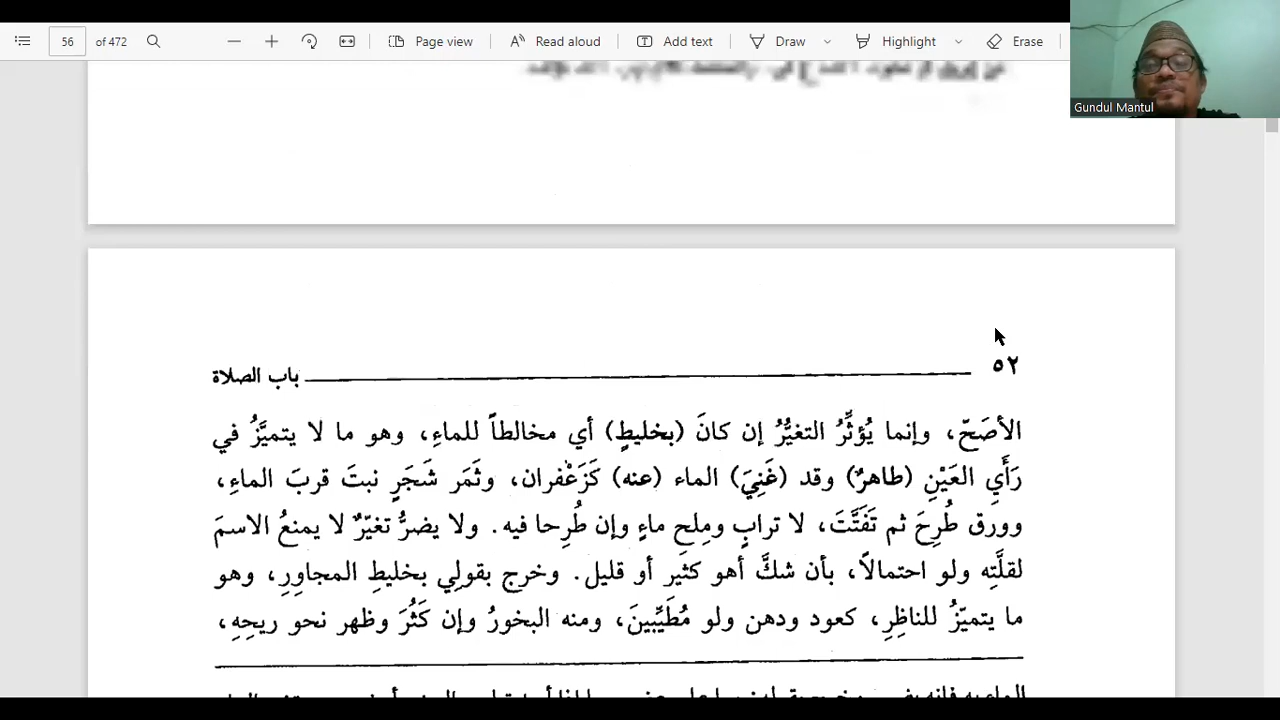 56 of 472
Page view
Read aloud
Add text
Draw
Highlight
Erase
Gundul Mantul
٥٢
باب الصلاة
الأصَحّ، وإنما يُؤثِّرُ التغيُّرُ إن كانَ (بخليطٍ) أي مخالطاً للماءِ، وهو ما لا يتميَّزُ في
رَأَيِ العَيْنِ (طاهرٌ) وقد (غَنِيَ) الماء (عنه) كَزَعْفران، وثَمَر شَجَرٍ نبتَ قربَ الماءِ،
وورق طُرِحَ ثم تَفَتَّتَ، لا ترابٍ ومِلحِ ماءٍ وإن طُرِحا فيه. ولا يضرُّ تغيّرٌ لا يمنعُ الاسمَ
لقلَّتِه ولو احتمالاً، بأن شكَّ أهو كثير أو قليل. وخرج بقولِي بخليطِ المجاوِرِ، وهو
ما يتميّزُ للناظِرِ، كعود ودهن ولو مُطَيِّبينَ، ومنه البخورُ وإن كَثُرَ وظهر نحو ريحِهِ،